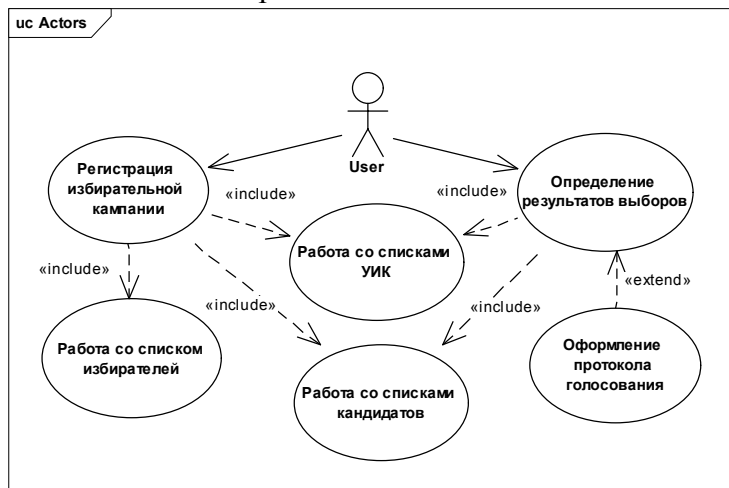 uc Actors
User
Регистрация
избирательной
кампании
Определение
результатов выборов
«include»
«include»
Работа со списками
УИК
«include»
«include»
«include»
«extend»
Работа со списком
избирателей
Работа со списками
кандидатов
Оформление
протокола
голосования